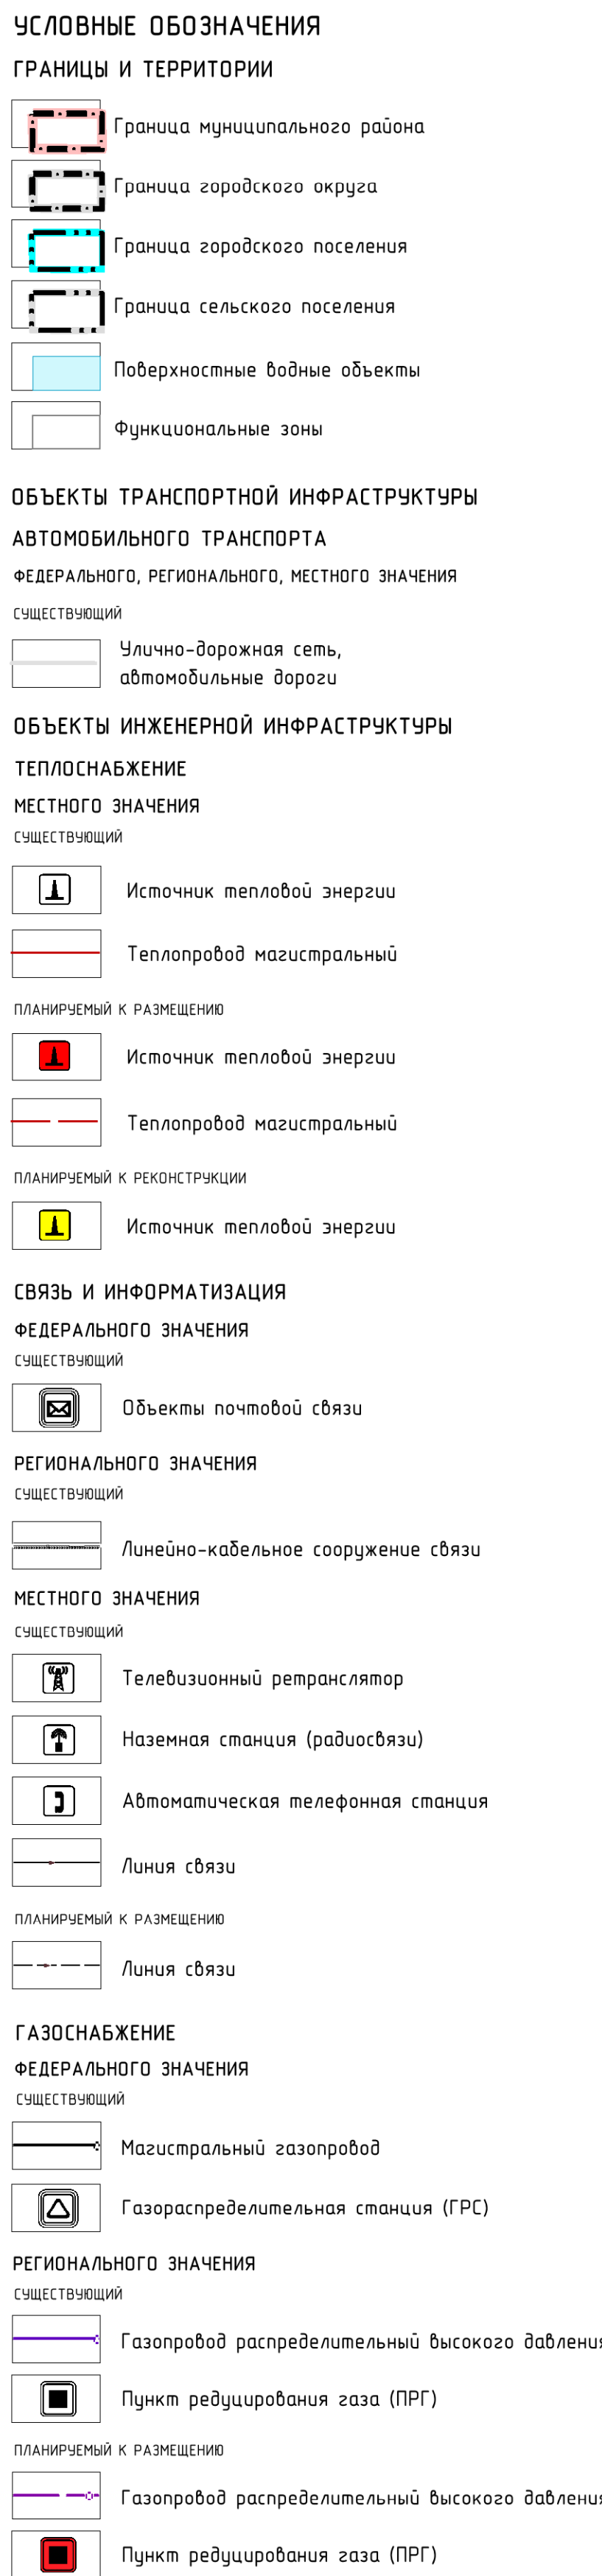 УСЛОВНЫЕ ОБОЗНАЧЕНИЯ
ГРАНИЦЫ И ТЕРРИТОРИИ
Граница муниципального района
Граница городского округа
Граница городского поселения
Граница сельского поселения
Поверхностные водные объекты
Функциональные зоны
ОБЪЕКТЫ ТРАНСПОРТНОЙ ИНФРАСТРУКТУРЫ
АВТОМОБИЛЬНОГО ТРАНСПОРТА
ФЕДЕРАЛЬНОГО, РЕГИОНАЛЬНОГО, МЕСТНОГО ЗНАЧЕНИЯ
СУЩЕСТВУЮЩИЙ
Улично-дорожная сеть,
автомобильные дороги
ОБЪЕКТЫ ИНЖЕНЕРНОЙ ИНФРАСТРУКТУРЫ
ТЕПЛОСНАБЖЕНИЕ
МЕСТНОГО ЗНАЧЕНИЯ
СУЩЕСТВУЮЩИЙ
Источник тепловой энергии
Теплопровод магистральный
ПЛАНИРУЕМЫЙ К РАЗМЕЩЕНИЮ
Источник тепловой энергии
Теплопровод магистральный
ПЛАНИРУЕМЫЙ К РЕКОНСТРУКЦИИ
Источник тепловой энергии
СВЯЗЬ И ИНФОРМАТИЗАЦИЯ
ФЕДЕРАЛЬНОГО ЗНАЧЕНИЯ
СУЩЕСТВУЮЩИЙ
Объекты почтовой связи
РЕГИОНАЛЬНОГО ЗНАЧЕНИЯ
СУЩЕСТВУЮЩИЙ
Линейно-кабельное сооружение связи
МЕСТНОГО ЗНАЧЕНИЯ
СУЩЕСТВУЮЩИЙ
Телевизионный ретранслятор
Наземная станция (радиосвязи)
Автоматическая телефонная станция
Линия связи
ПЛАНИРУЕМЫЙ К РАЗМЕЩЕНИЮ
Линия связи
ГАЗОСНАБЖЕНИЕ
ФЕДЕРАЛЬНОГО ЗНАЧЕНИЯ
СУЩЕСТВУЮЩИЙ
Магистральный газопровод
Газораспределительная станция (ГРС)
РЕГИОНАЛЬНОГО ЗНАЧЕНИЯ
СУЩЕСТВУЮЩИЙ
Газопровод распределительный высокого давления
Пункт редуцирования газа (ПРГ)
ПЛАНИРУЕМЫЙ К РАЗМЕЩЕНИЮ
Газопровод распределительный высокого давления
Пункт редуцирования газа (ПРГ)